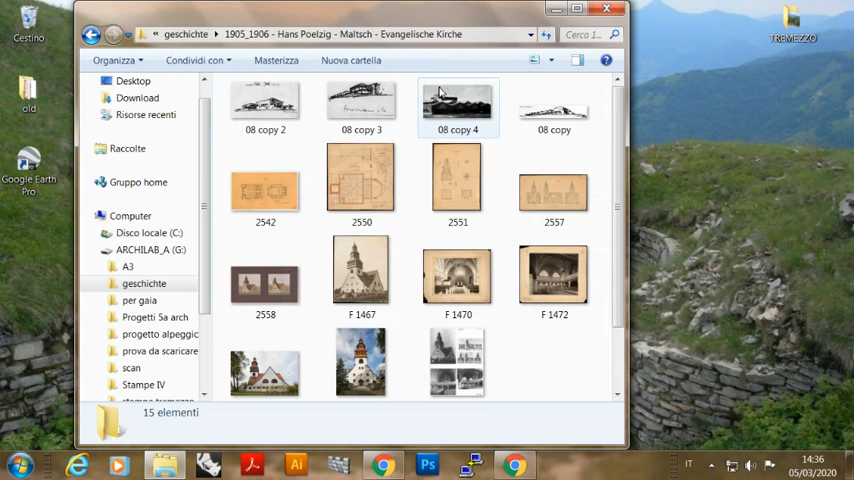 Cestino
old
Google Earth
Pro
TREMEZZO
« geschichte ▸ 1905_1906 - Hans Poelzig - Maltsch - Evangelische Kirche
Cerca 1...
Organizza
Condividi con
Masterizza
Nuova cartella
Desktop
Download
Risorse recenti
Raccolte
Gruppo home
Computer
Disco locale (C:)
ARCHILAB_A (G:)
A3
geschichte
per gaia
Progetti 5a arch
progetto alpeggic
prova da scaricare
scan
Stampe IV
08 copy 2
08 copy 3
08 copy 4
08 copy
2542
2550
2551
2557
2558
F 1467
F 1470
F 1472
15 elementi
Ai
Ps
IT
14:36
05/03/2020